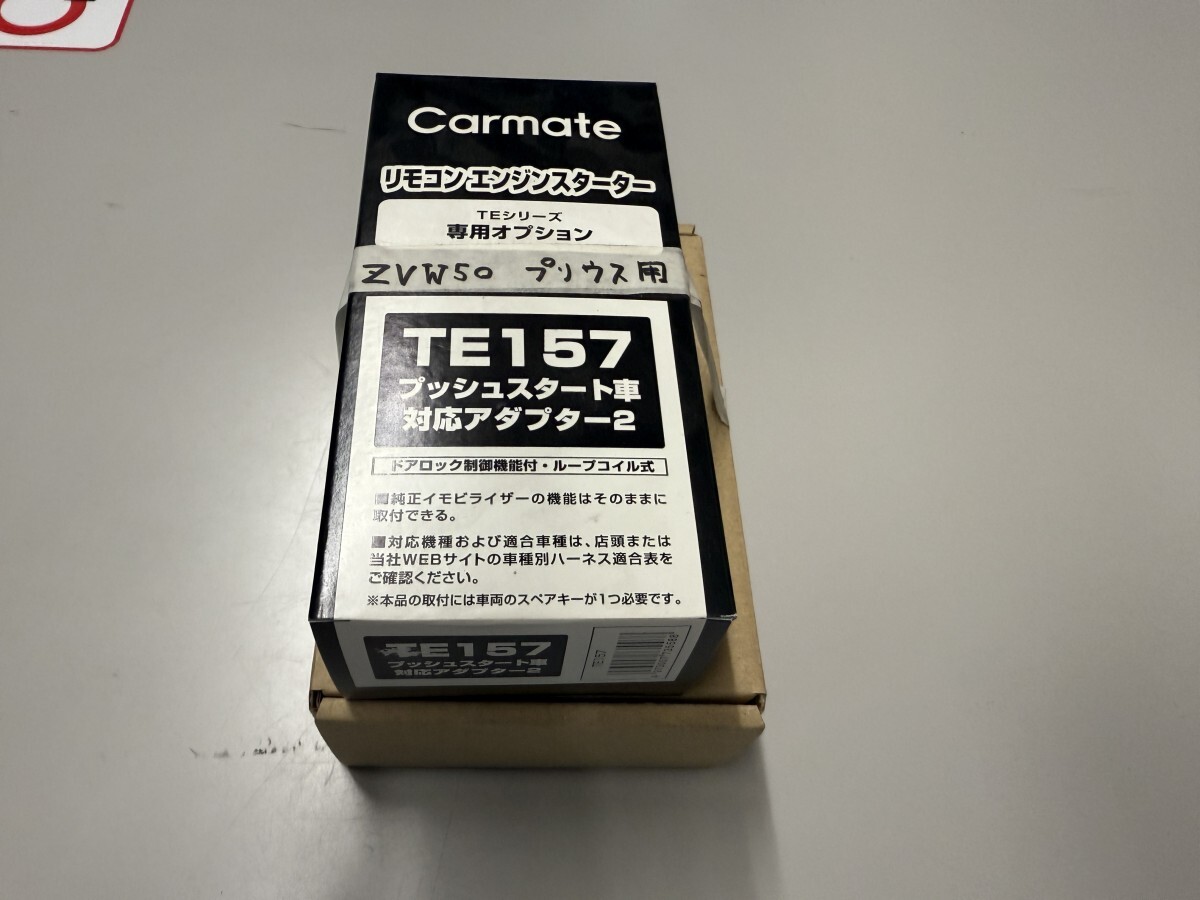 Carmate
リモコンエンジンスターター
TEシリーズ
専用オプション
ZVW50 プリウス用
TE157
プッシュスタート車
対応アダプター2
ドアロック制御機能付・ループコイル式
■純正イモビライザーの機能はそのままに
取付できる。
■対応機種および適合車種は、店頭または
当社WEBサイトの車種別ハーネス適合表を
ご確認ください。
※本品の取付には車両のスペアキーが1つ必要です。
TE157
プッシュスタート車
対応アダプター2
TE157